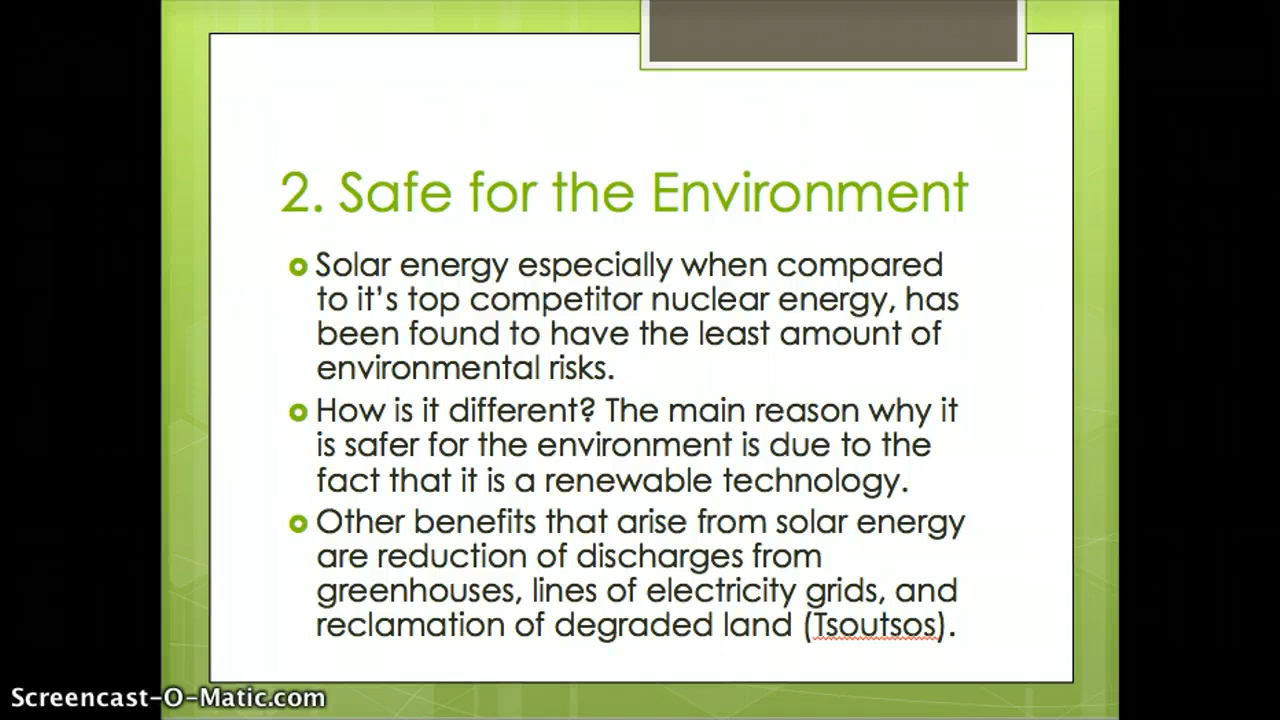 2. Safe for the Environment
Solar energy especially when compared
to it's top competitor nuclear energy, has
been found to have the least amount of
environmental risks.
How is it different? The main reason why it
is safer for the environment is due to the
fact that it is a renewable technology.
Other benefits that arise from solar energy
are reduction of discharges from
greenhouses, lines of electricity grids, and
reclamation of degraded land (Tsoutsos).
Screencast-O-Matic.com